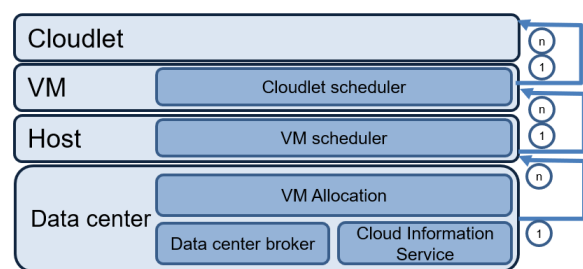 Cloudlet
n
1
VM
Cloudlet scheduler
n
1
Host
VM scheduler
n
Data center
VM Allocation
1
Data center broker
Cloud Information
Service